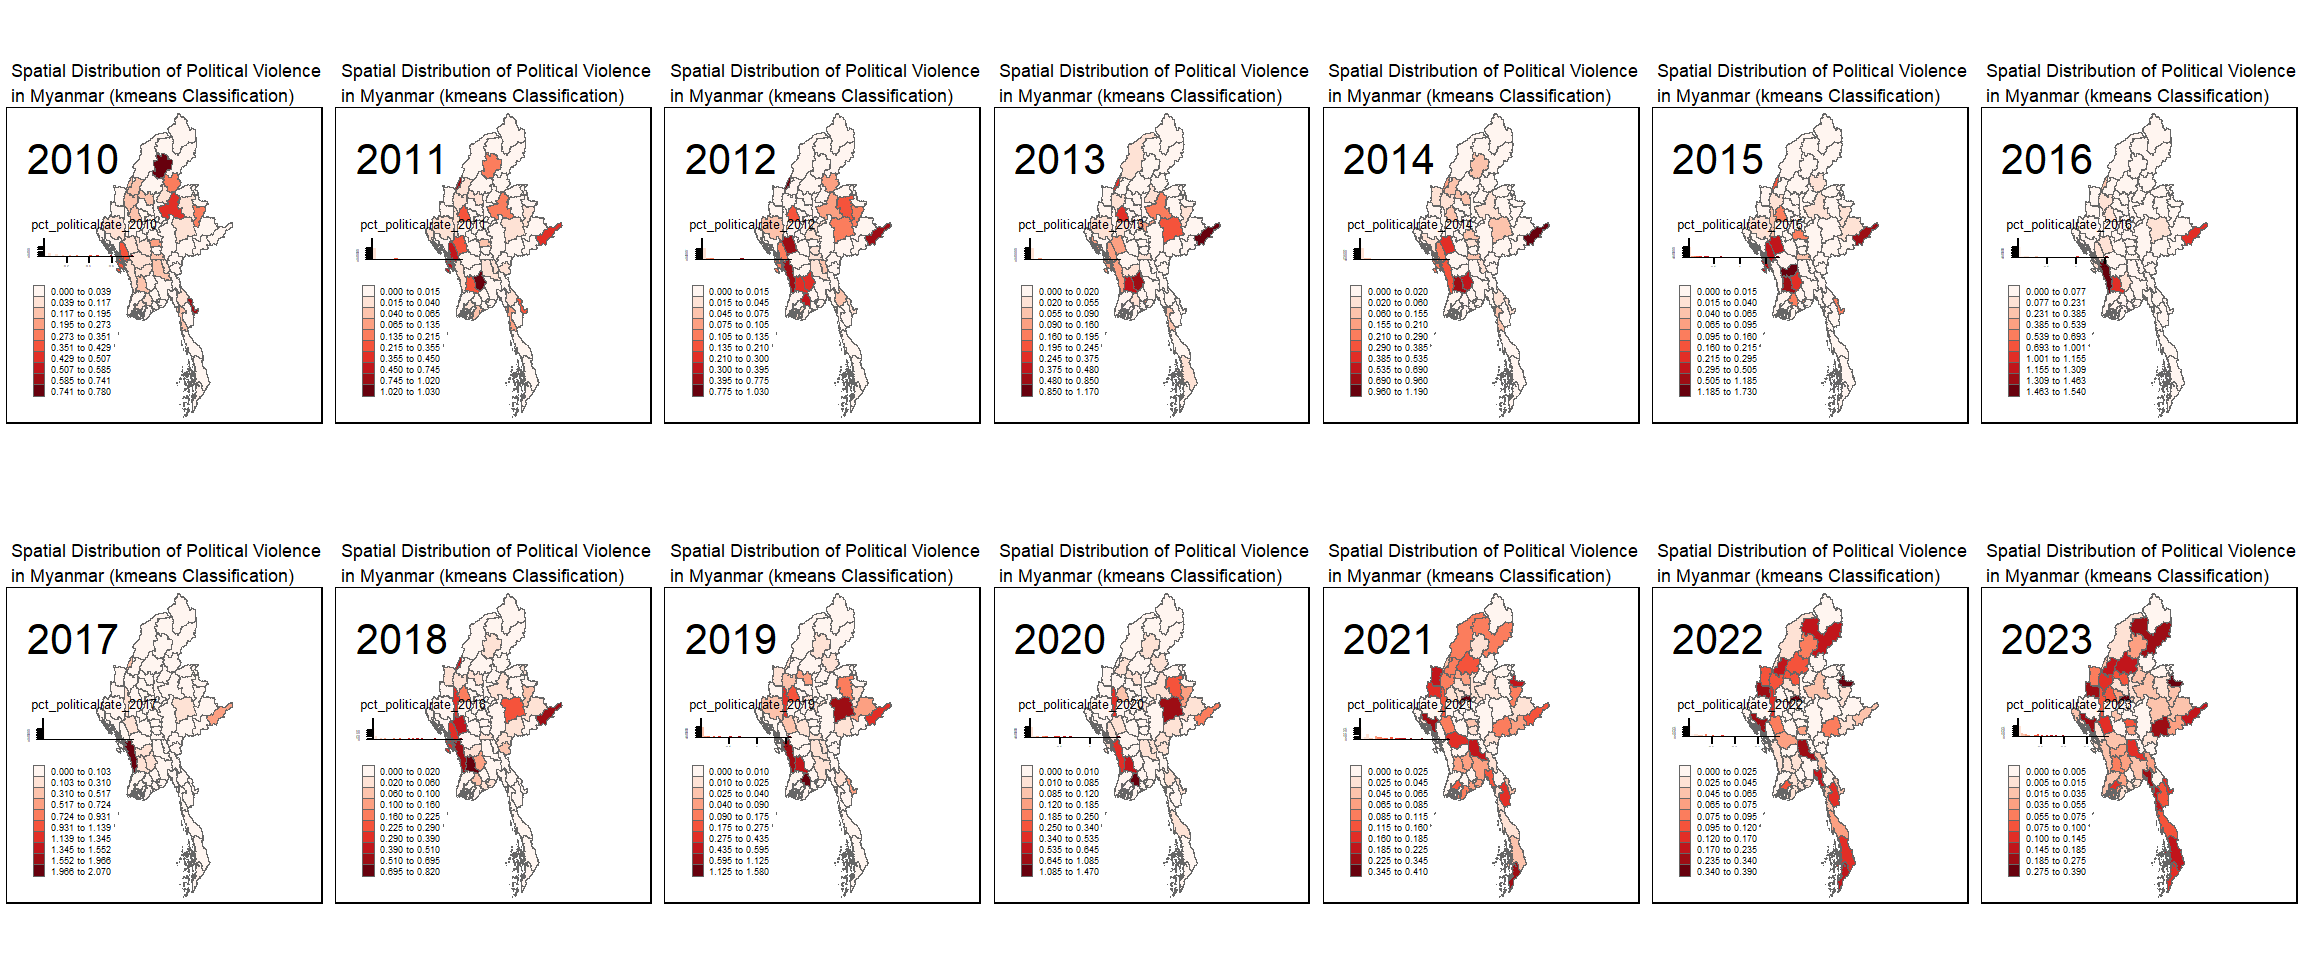 Spatial Distribution of Political Violence
in Myanmar (kmeans Classification)
2010
pct_politicalrate_2010
0.000 to 0.039
0.039 to 0.117
0.117 to 0.195
0.195 to 0.273
0.273 to 0.351
0.351 to 0.429
0.429 to 0.507
0.507 to 0.585
0.585 to 0.741
0.741 to 0.780
Spatial Distribution of Political Violence
in Myanmar (kmeans Classification)
2011
pct_politicalrate_2011
0.000 to 0.015
0.015 to 0.040
0.040 to 0.065
0.065 to 0.135
0.135 to 0.215
0.215 to 0.355
0.355 to 0.450
0.450 to 0.745
0.745 to 1.020
1.020 to 1.030
Spatial Distribution of Political Violence
in Myanmar (kmeans Classification)
2012
pct_politicalrate_2012
0.000 to 0.015
0.015 to 0.045
0.045 to 0.075
0.075 to 0.105
0.105 to 0.135
0.135 to 0.210
0.210 to 0.300
0.300 to 0.395
0.395 to 0.775
0.775 to 1.030
Spatial Distribution of Political Violence
in Myanmar (kmeans Classification)
2013
pct_politicalrate_2013
0.000 to 0.020
0.020 to 0.055
0.055 to 0.090
0.090 to 0.160
0.160 to 0.195
0.195 to 0.245
0.245 to 0.375
0.375 to 0.480
0.480 to 0.850
0.850 to 1.170
Spatial Distribution of Political Violence
in Myanmar (kmeans Classification)
2014
pct_politicalrate_2014
0.000 to 0.020
0.020 to 0.060
0.060 to 0.155
0.155 to 0.210
0.210 to 0.290
0.290 to 0.385
0.385 to 0.535
0.535 to 0.690
0.690 to 0.960
0.960 to 1.190
Spatial Distribution of Political Violence
in Myanmar (kmeans Classification)
2015
pct_politicalrate_2015
0.000 to 0.015
0.015 to 0.040
0.040 to 0.065
0.065 to 0.095
0.095 to 0.160
0.160 to 0.215
0.215 to 0.295
0.295 to 0.505
0.505 to 1.185
1.185 to 1.730
Spatial Distribution of Political Violence
in Myanmar (kmeans Classification)
2016
pct_politicalrate_2016
0.000 to 0.077
0.077 to 0.231
0.231 to 0.385
0.385 to 0.539
0.539 to 0.693
0.693 to 1.001
1.001 to 1.155
1.155 to 1.309
1.309 to 1.463
1.463 to 1.540
Spatial Distribution of Political Violence
in Myanmar (kmeans Classification)
2017
pct_politicalrate_2017
0.000 to 0.103
0.103 to 0.310
0.310 to 0.517
0.517 to 0.724
0.724 to 0.931
0.931 to 1.139
1.139 to 1.345
1.345 to 1.552
1.552 to 1.966
1.966 to 2.070
Spatial Distribution of Political Violence
in Myanmar (kmeans Classification)
2018
pct_politicalrate_2018
0.000 to 0.020
0.020 to 0.060
0.060 to 0.100
0.100 to 0.160
0.160 to 0.225
0.225 to 0.290
0.290 to 0.390
0.390 to 0.510
0.510 to 0.695
0.695 to 0.820
Spatial Distribution of Political Violence
in Myanmar (kmeans Classification)
2019
pct_politicalrate_2019
0.000 to 0.010
0.010 to 0.025
0.025 to 0.040
0.040 to 0.090
0.090 to 0.175
0.175 to 0.275
0.275 to 0.435
0.435 to 0.595
0.595 to 1.125
1.125 to 1.580
Spatial Distribution of Political Violence
in Myanmar (kmeans Classification)
2020
pct_politicalrate_2020
0.000 to 0.010
0.010 to 0.085
0.085 to 0.120
0.120 to 0.185
0.185 to 0.250
0.250 to 0.340
0.340 to 0.535
0.535 to 0.645
0.645 to 1.085
1.085 to 1.470
Spatial Distribution of Political Violence
in Myanmar (kmeans Classification)
2021
pct_politicalrate_2021
0.000 to 0.025
0.025 to 0.045
0.045 to 0.065
0.065 to 0.085
0.085 to 0.115
0.115 to 0.160
0.160 to 0.185
0.185 to 0.225
0.225 to 0.345
0.345 to 0.410
Spatial Distribution of Political Violence
in Myanmar (kmeans Classification)
2022
pct_politicalrate_2022
0.000 to 0.025
0.025 to 0.045
0.045 to 0.065
0.065 to 0.075
0.075 to 0.095
0.095 to 0.120
0.120 to 0.170
0.170 to 0.235
0.235 to 0.340
0.340 to 0.390
Spatial Distribution of Political Violence
in Myanmar (kmeans Classification)
2023
pct_politicalrate_2023
0.000 to 0.005
0.005 to 0.015
0.015 to 0.035
0.035 to 0.055
0.055 to 0.075
0.075 to 0.100
0.100 to 0.145
0.145 to 0.185
0.185 to 0.275
0.275 to 0.390